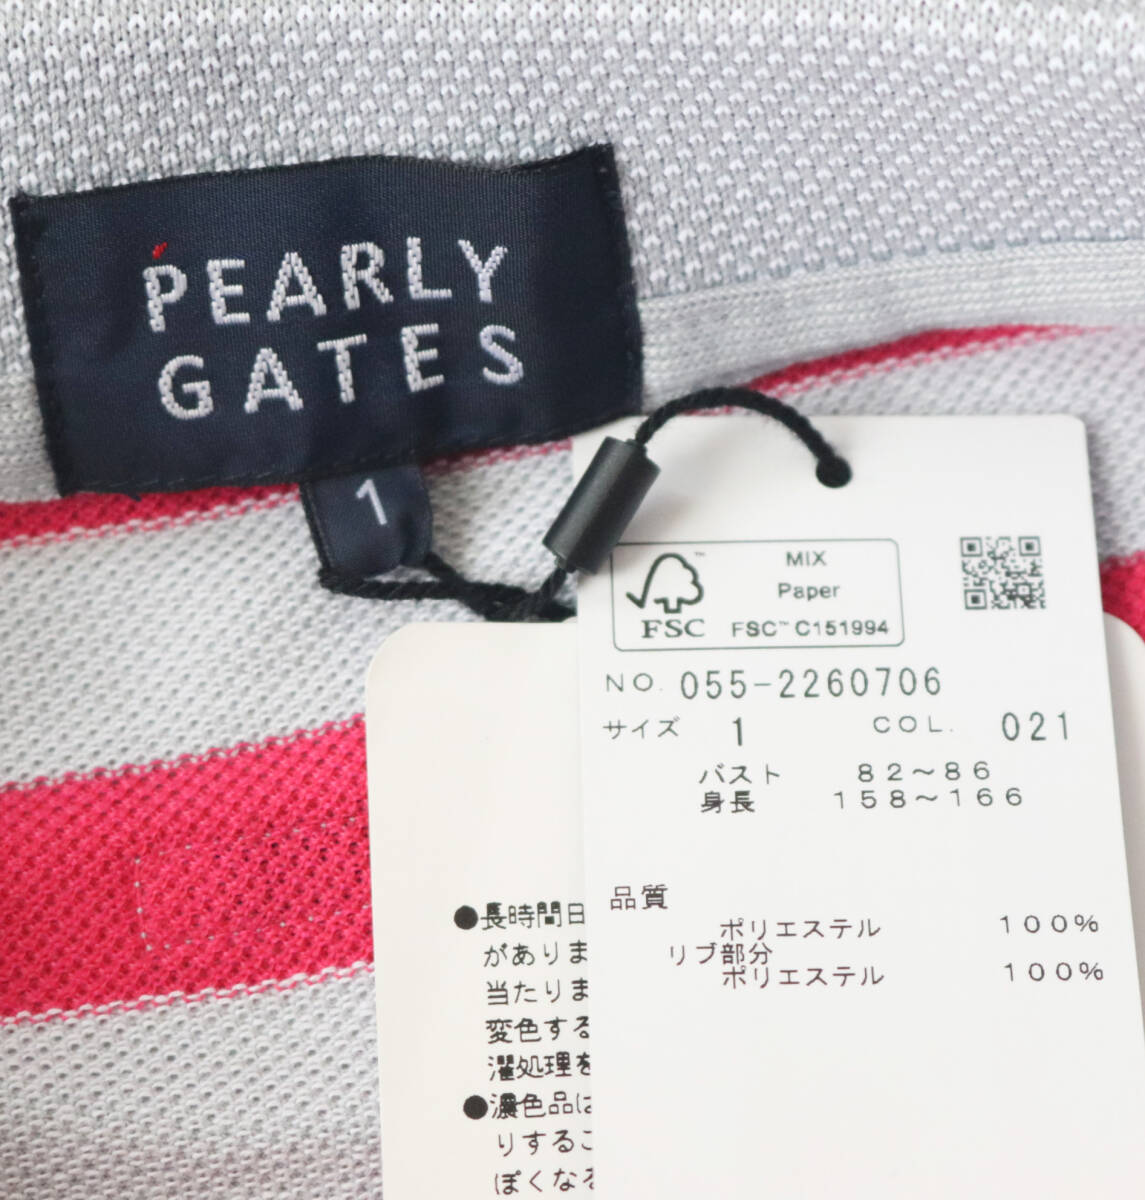 PEARLY
GATES
1
FSC™
MIX
Paper
FSC™ C151994
NO. 055-2260706
サイズ 1 COL. 021
バスト 82〜86
身長 158〜166
品質
ポリエステル 100%
リブ部分
ポリエステル 100%
●長時間日
がありま
当たりま
変色する
濯処理を
●濃色品は
りするこ
ぽくなる